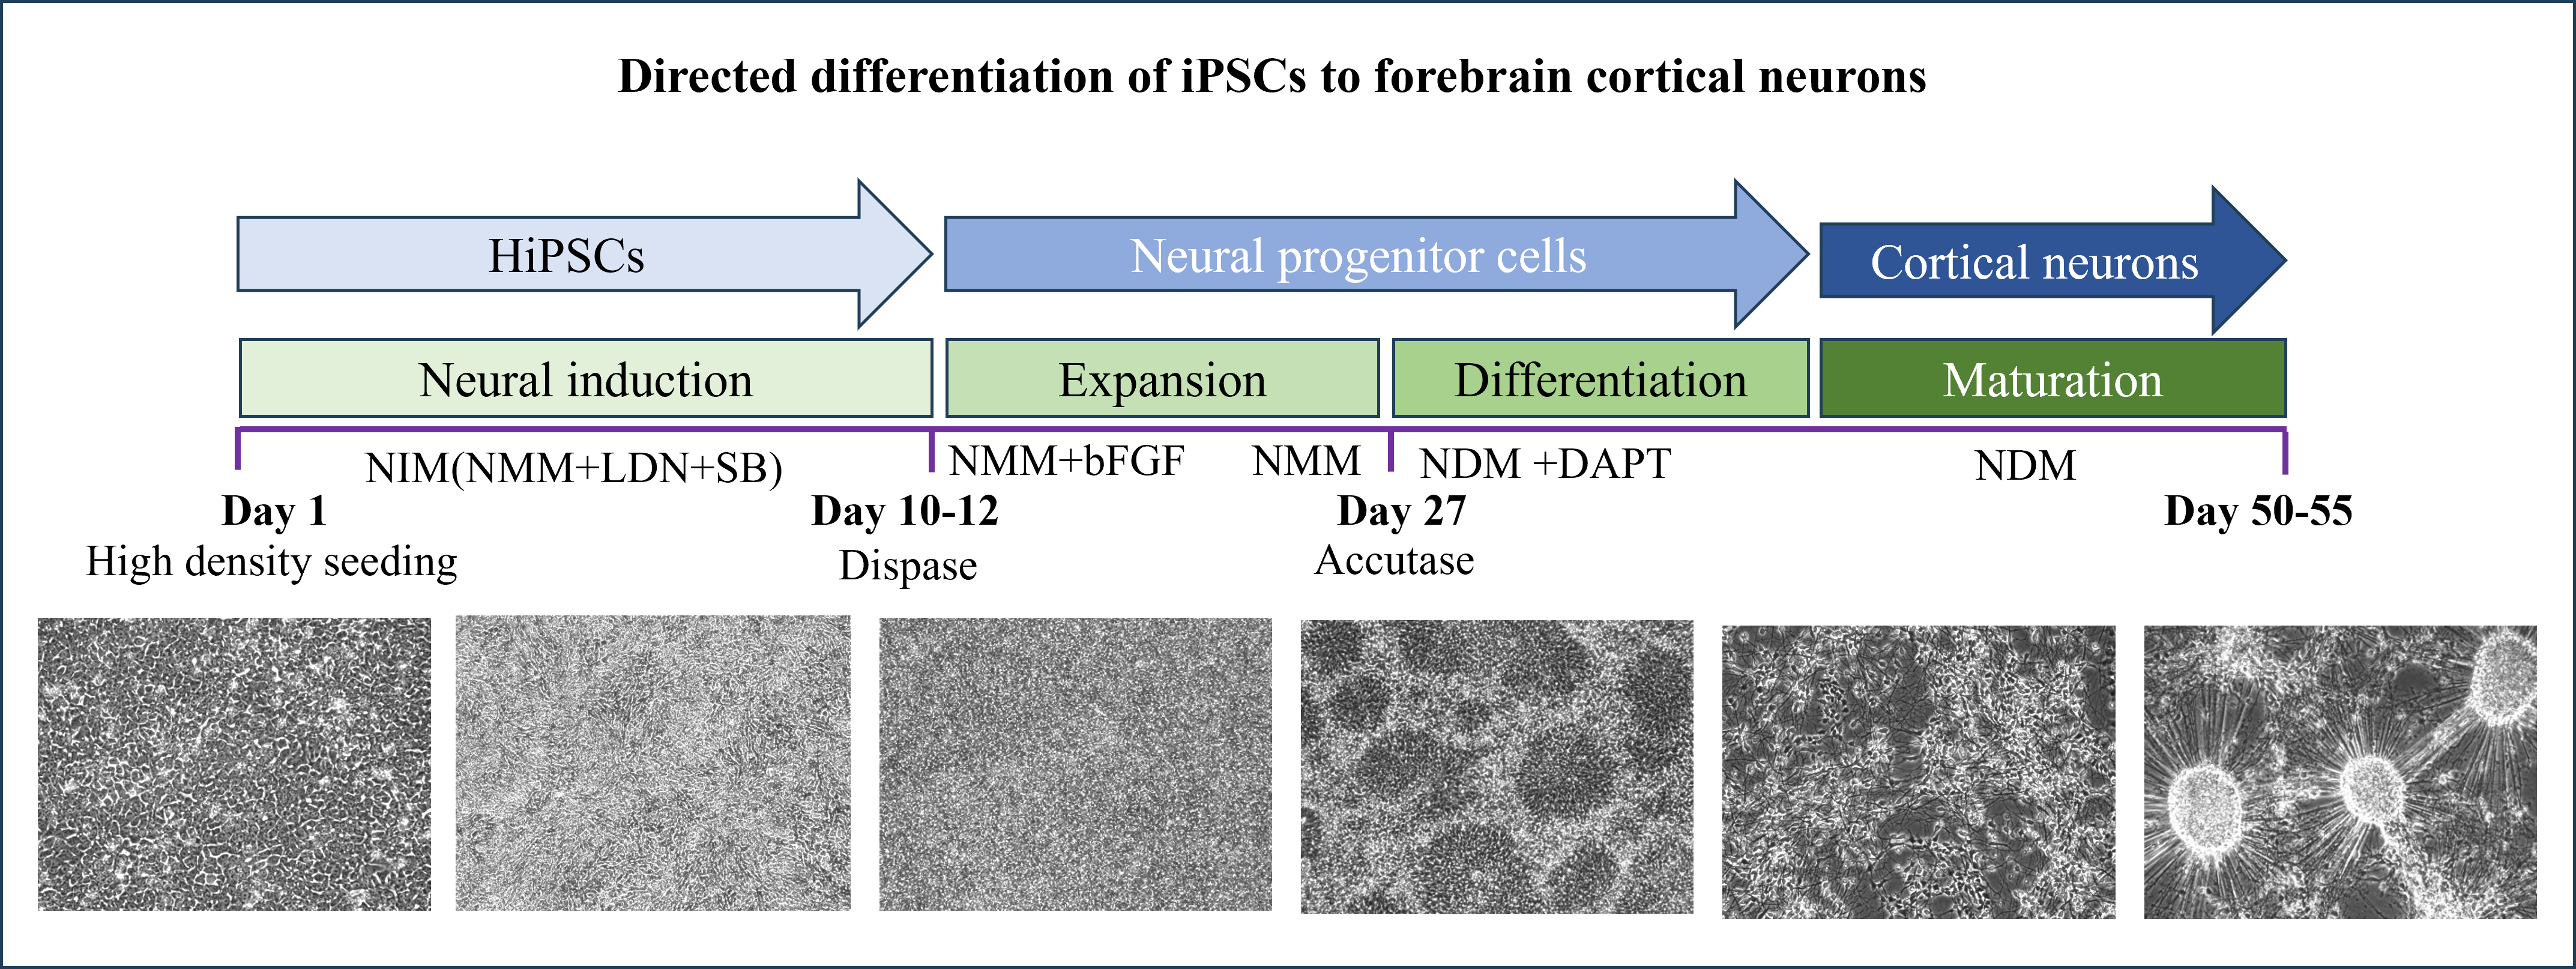 Directed differentiation of iPSCs to forebrain cortical neurons
HiPSCs
Neural progenitor cells
Cortical neurons
Neural induction
Expansion
Differentiation
Maturation
NIM(NMM+LDN+SB)
NMM+bFGF
NMM
NDM +DAPT
NDM
Day 1
Day 10-12
Day 27
Day 50-55
High density seeding
Dispase
Accutase